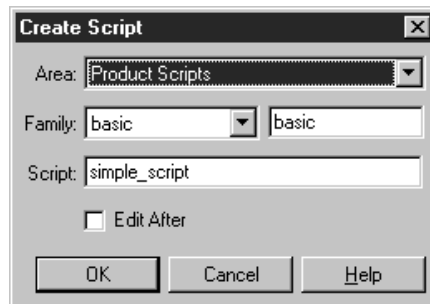 Create Script
Area: Product Scripts
Family: basic basic
Script: simple_script
Edit After
OK Cancel Help